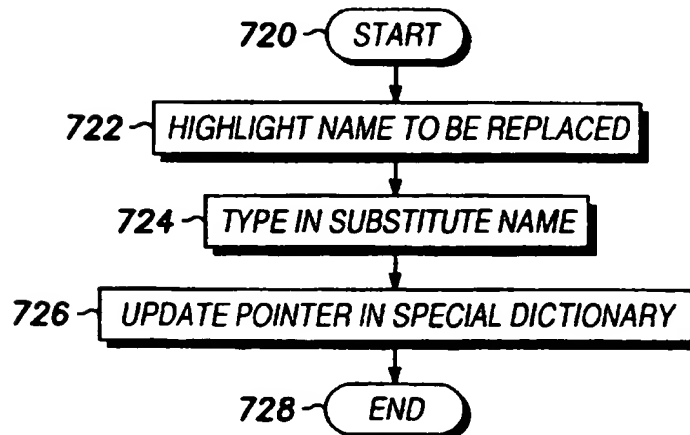 720 START
722 HIGHLIGHT NAME TO BE REPLACED
724 TYPE IN SUBSTITUTE NAME
726 UPDATE POINTER IN SPECIAL DICTIONARY
728 END